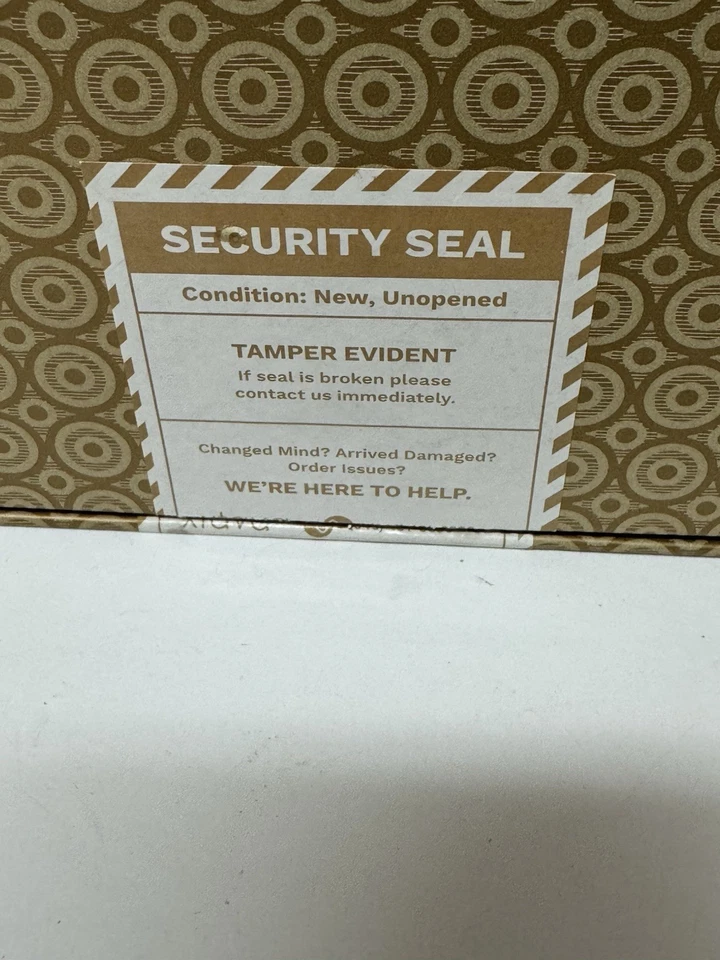 SECURITY SEAL
Condition: New, Unopened
TAMPER EVIDENT
If seal is broken please
contact us immediately.
Changed Mind? Arrived Damaged?
Order Issues?
WE'RE HERE TO HELP.